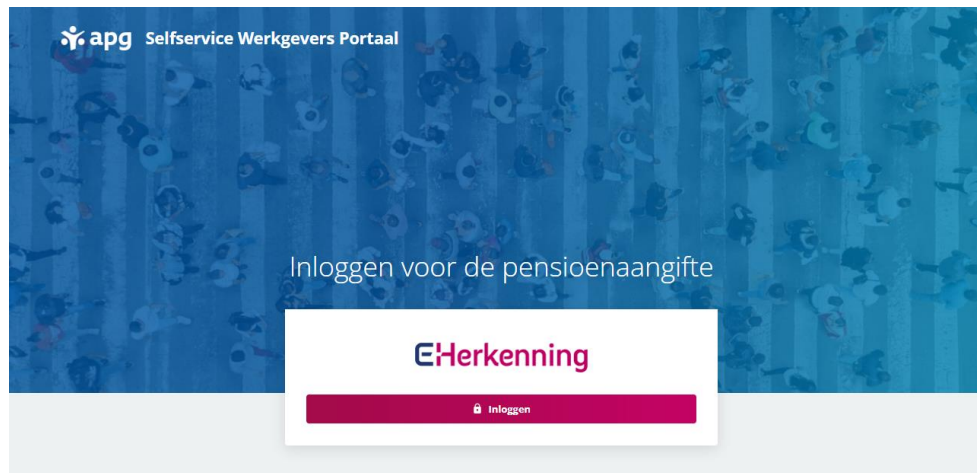 apg Selfservice Werkgevers Portaal
Inloggen voor de pensioenaangifte
eHerkenning
Inloggen